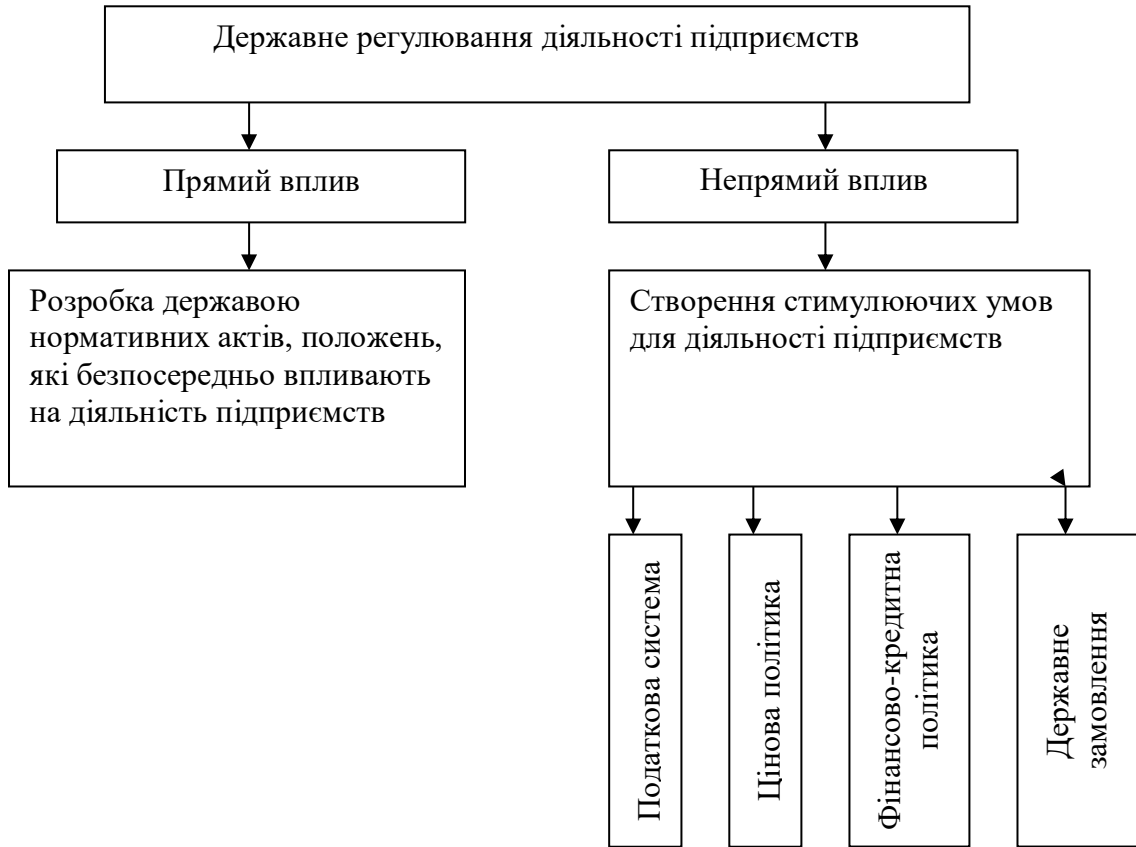 Державне регулювання діяльності підприємств
Прямий вплив
Непрямий вплив
Розробка державою
нормативних актів, положень,
які безпосередньо впливають
на діяльність підприємств
Створення стимулюючих умов
для діяльності підприємств
Податкова система
Цінова політика
Фінансово-кредитна
політика
Державне
замовлення